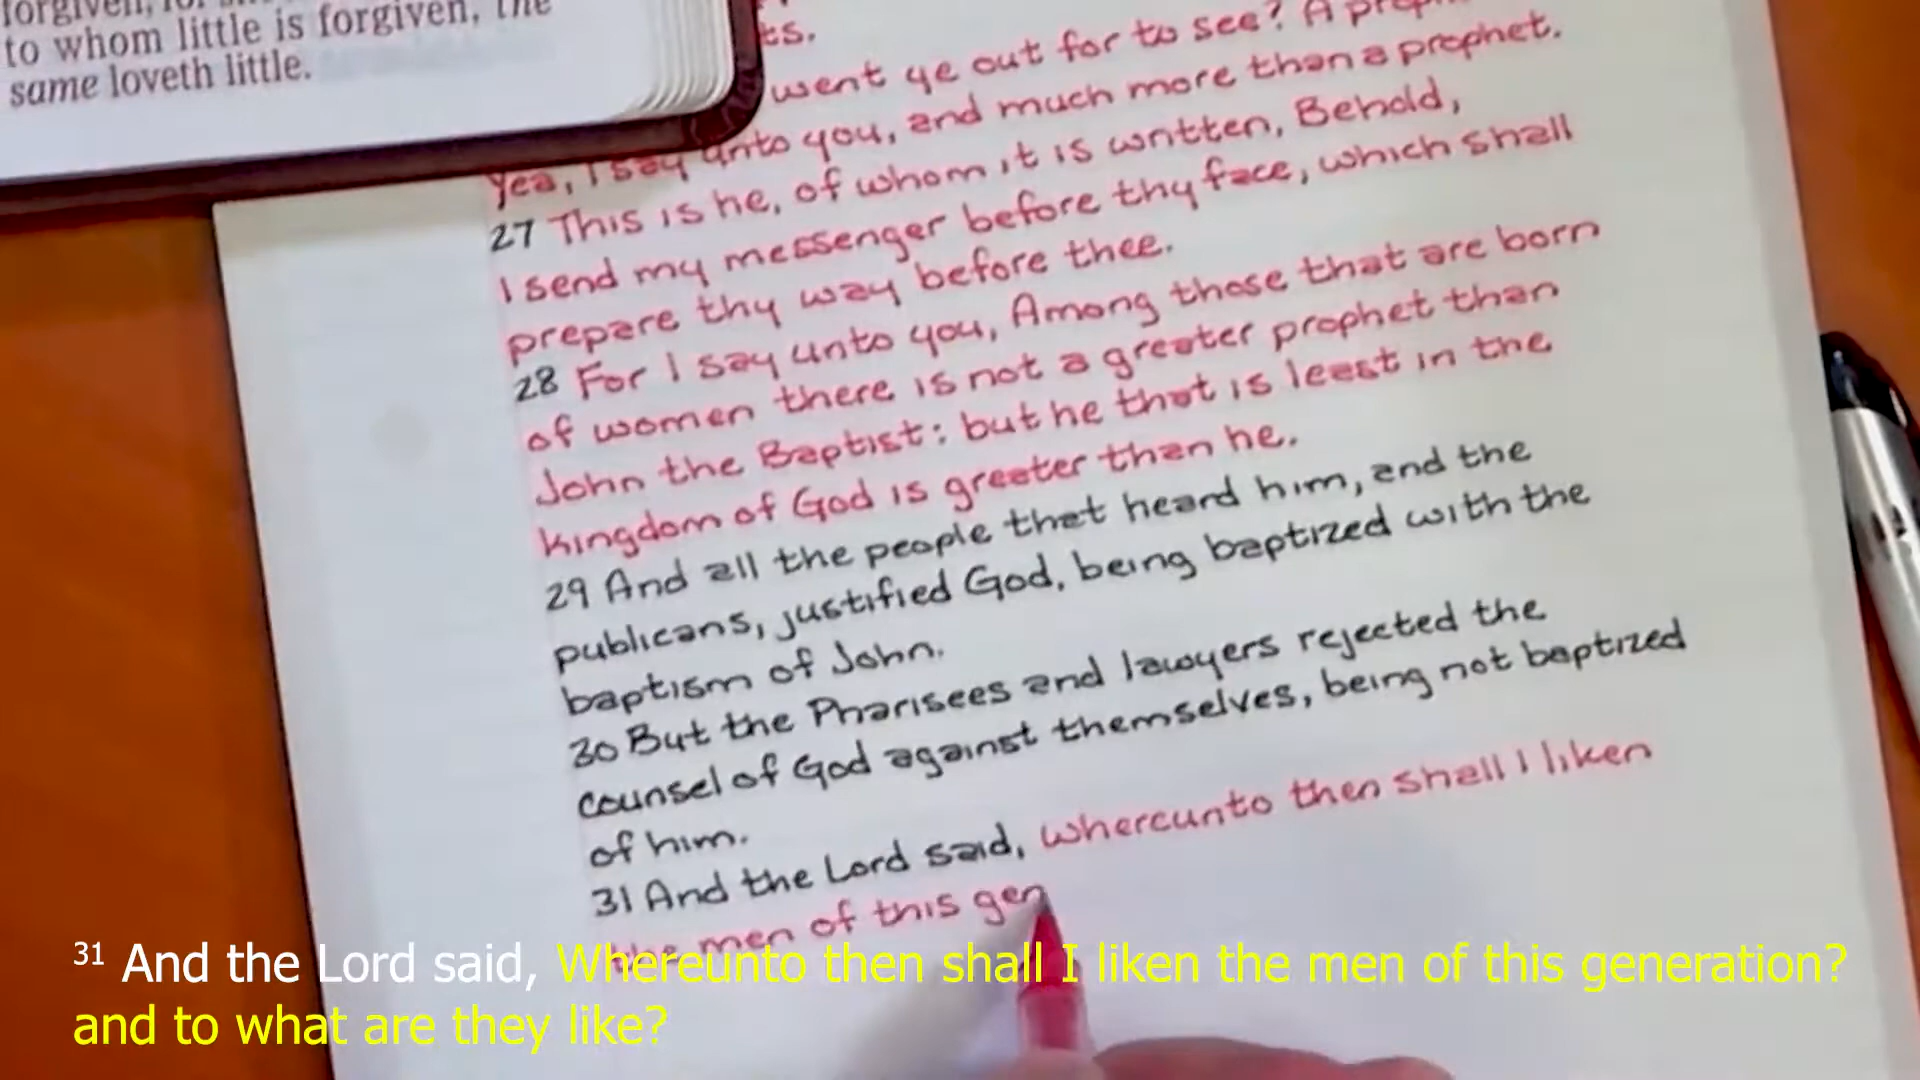 to whom little is forgiven, the
same loveth little.
ts.
went ye out for to see? A
Yea, I say unto you, and much more than a prophet.
27 This is he, of whom it is written, Behold,
I send my messenger before thy face, which shall
prepare thy way before thee.
28 For I say unto you, Among those that are born
of women there is not a greater prophet than
John the Baptist: but he that is least in the
kingdom of God is greater than he.
29 And all the people that heard him, and the
publicans, justified God, being baptized with the
baptism of John.
30 But the Pharisees and lawyers rejected the
counsel of God against themselves, being not baptized
of him.
31 And the Lord said, whereunto then shall I liken
the men of this gen
31 And the Lord said, Whereunto then shall I liken the men of this generation?
and to what are they like?